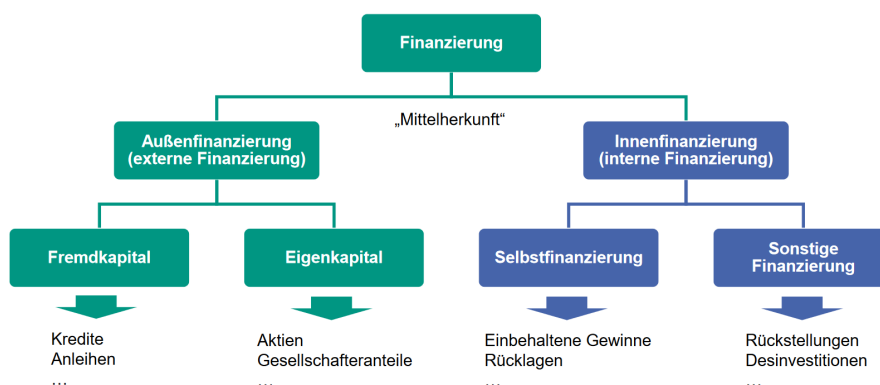 Finanzierung
„Mittelherkunft“
Außenfinanzierung
(externe Finanzierung)
Innenfinanzierung
(interne Finanzierung)
Fremdkapital
Eigenkapital
Selbstfinanzierung
Sonstige
Finanzierung
Kredite
Anleihen
...
Aktien
Gesellschafteranteile
...
Einbehaltene Gewinne
Rücklagen
...
Rückstellungen
Desinvestitionen
...